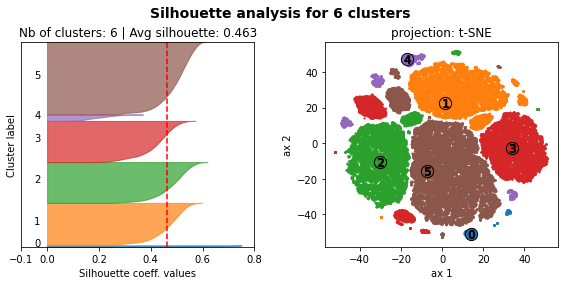 Silhouette analysis for 6 clusters
Nb of clusters: 6 | Avg silhouette: 0.463
Cluster label
5
4
3
2
1
0
−0.1 0.0 0.2 0.4 0.6 0.8
Silhouette coeff. values
projection: t-SNE
ax 2
40
20
0
−20
−40
4
1
3
2
5
0
−40 −20 0 20 40
ax 1